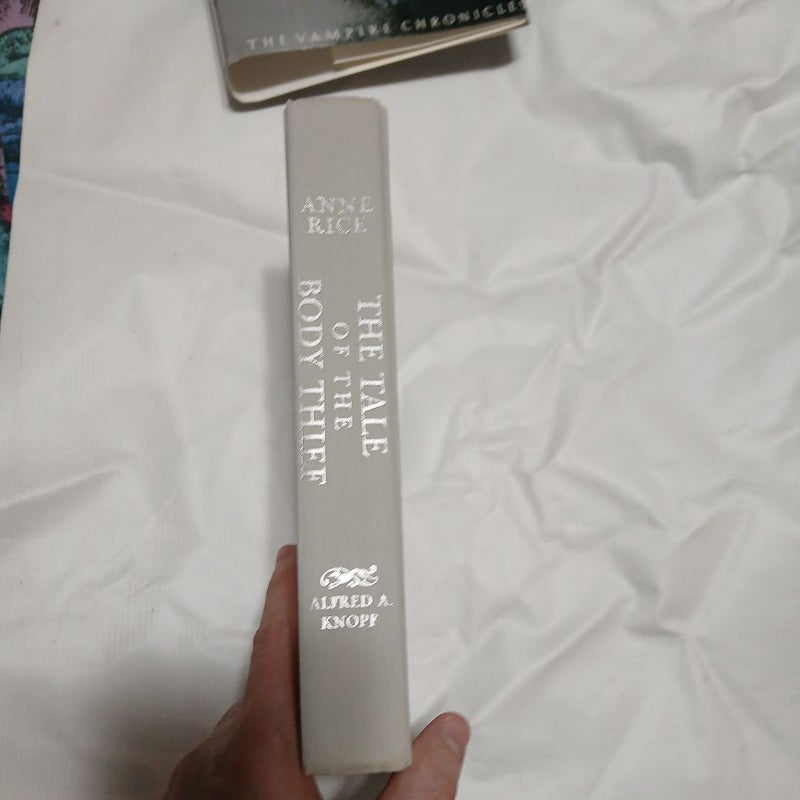 THE VAMPIRE CHRONICLES
ANNE
RICE
THE TALE
OF THE
BODY THIEF
ALFRED A.
KNOPF